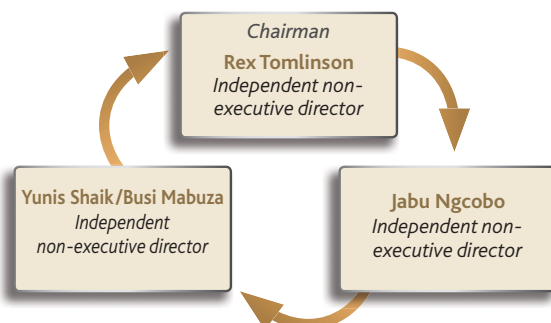 Chairman
Rex Tomlinson
Independent non-
executive director
Yunis Shaik/Busi Mabuza
Independent
non-executive director
Jabu Ngcobo
Independent non-
executive director